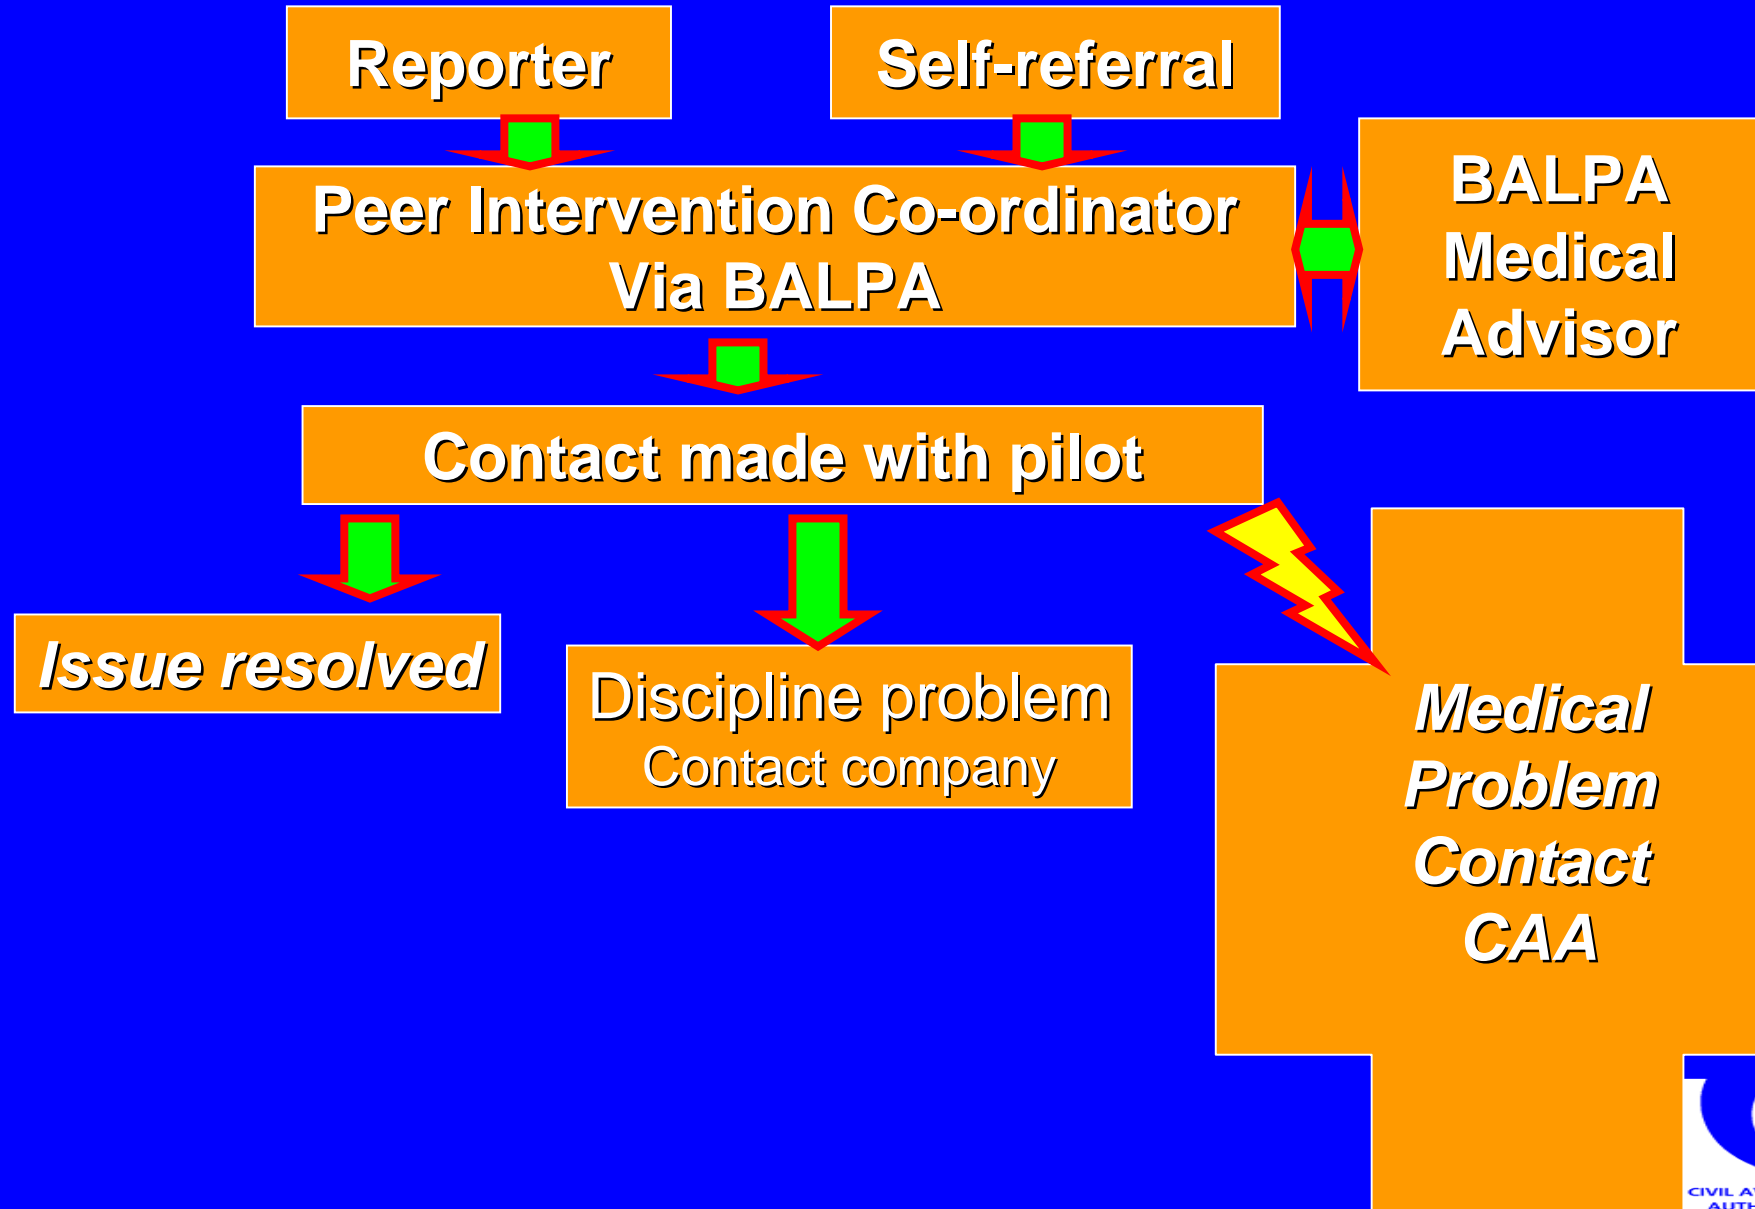 Reporter
Self-referral
Peer Intervention Co-ordinator
Via BALPA
BALPA
Medical
Advisor
Contact made with pilot
Issue resolved
Discipline problem
Contact company
Medical
Problem
Contact
CAA
CIVIL